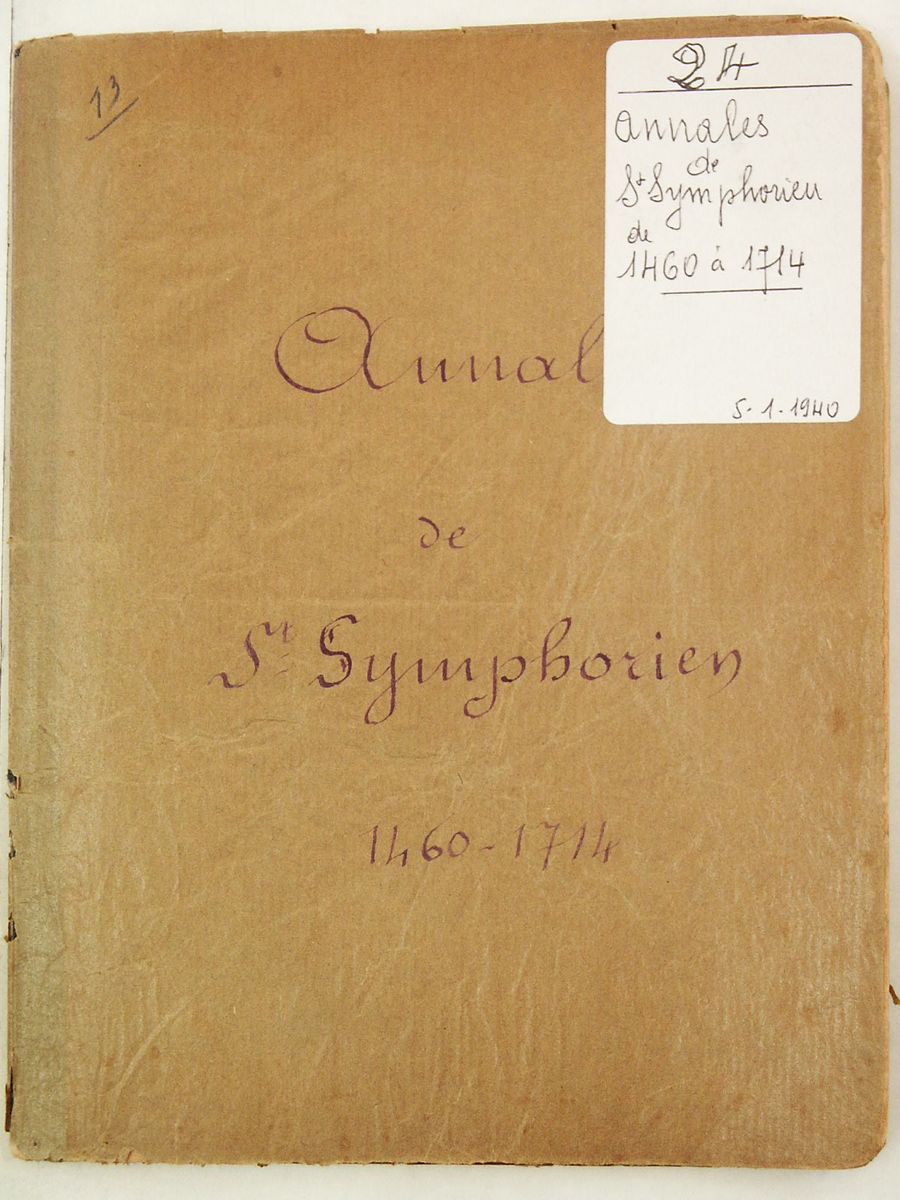 13
24
Annales
de
St Symphorien
de
1460 à 1714
5-1-1940
Annal
de
St Symphorien
1460-1714